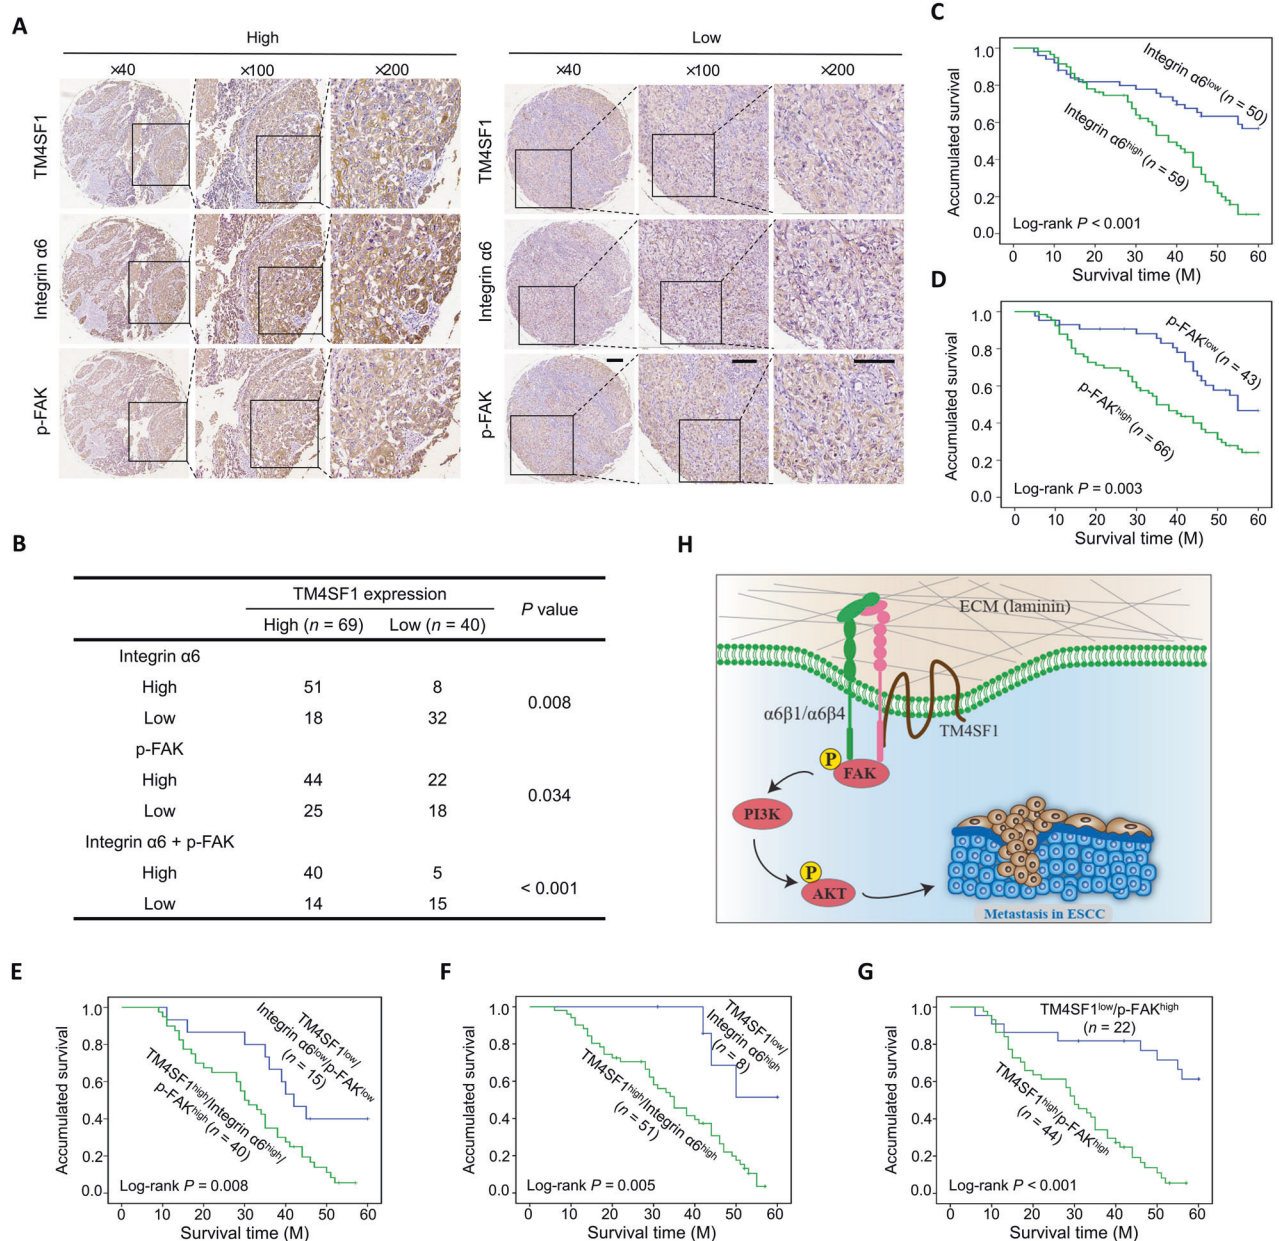 A
High
Low
×40 ×100 ×200
×40 ×100 ×200
TM4SF1
Integrin α6
p-FAK
TM4SF1
Integrin α6
p-FAK
C
Accumulated survival
1.0
0.8
0.6
0.4
0.2
0.0
Integrin α6low (n = 50)
Integrin α6high (n = 59)
Log-rank P < 0.001
0 10 20 30 40 50 60
Survival time (M)
D
Accumulated survival
1.0
0.8
0.6
0.4
0.2
0.0
p-FAKlow (n = 43)
p-FAKhigh (n = 66)
Log-rank P = 0.003
0 10 20 30 40 50 60
Survival time (M)
B
TM4SF1 expression
P value
High (n = 69) Low (n = 40)
Integrin α6
High 51 8
0.008
Low 18 32
p-FAK
High 44 22
0.034
Low 25 18
Integrin α6 + p-FAK
High 40 5
< 0.001
Low 14 15
H
ECM (laminin)
α6β1/α6β4
TM4SF1
P
FAK
PI3K
P
AKT
Metastasis in ESCC
E
Accumulated survival
1.0
0.8
0.6
0.4
0.2
0.0
TM4SF1low/
Integrin α6low/p-FAKlow
(n = 15)
TM4SF1high/Integrin α6high/
p-FAKhigh (n = 40)
Log-rank P = 0.008
0 10 20 30 40 50 60
Survival time (M)
F
Accumulated survival
1.0
0.8
0.6
0.4
0.2
0.0
TM4SF1low/
Integrin α6high
(n = 8)
TM4SF1high/Integrin α6high
(n = 51)
Log-rank P = 0.005
0 10 20 30 40 50 60
Survival time (M)
G
Accumulated survival
1.0
0.8
0.6
0.4
0.2
0.0
TM4SF1low/p-FAKhigh
(n = 22)
TM4SF1high/p-FAKhigh
(n = 44)
Log-rank P < 0.001
0 10 20 30 40 50 60
Survival time (M)